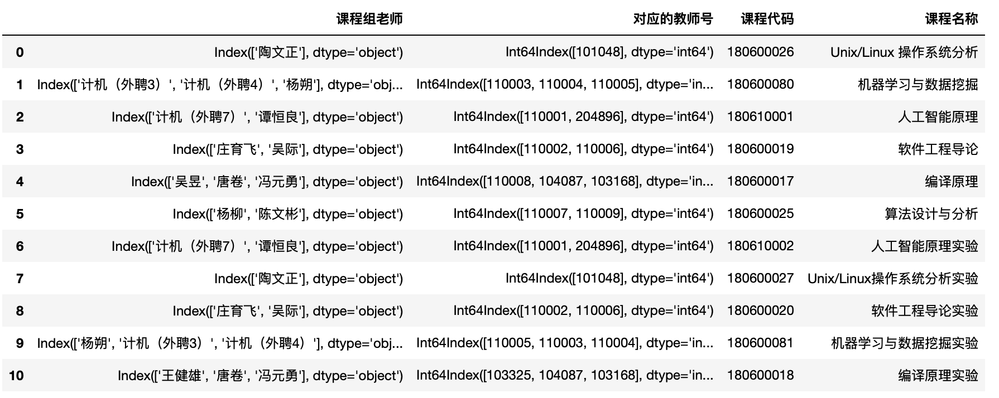 课程组老师 对应的教师号 课程代码 课程名称
0 Index(['陶文正'], dtype='object') Int64Index([101048], dtype='int64') 180600026 Unix/Linux 操作系统分析
1 Index(['计机（外聘3）', '计机（外聘4）', '杨朔'], dtype='obj... Int64Index([110003, 110004, 110005], dtype='in... 180600080 机器学习与数据挖掘
2 Index(['计机（外聘7）', '谭恒良'], dtype='object') Int64Index([110001, 204896], dtype='int64') 180610001 人工智能原理
3 Index(['庄育飞', '吴际'], dtype='object') Int64Index([110002, 110006], dtype='int64') 180600019 软件工程导论
4 Index(['吴昱', '唐卷', '冯元勇'], dtype='object') Int64Index([110008, 104087, 103168], dtype='in... 180600017 编译原理
5 Index(['杨柳', '陈文彬'], dtype='object') Int64Index([110007, 110009], dtype='int64') 180600025 算法设计与分析
6 Index(['计机（外聘7）', '谭恒良'], dtype='object') Int64Index([110001, 204896], dtype='int64') 180610002 人工智能原理实验
7 Index(['陶文正'], dtype='object') Int64Index([101048], dtype='int64') 180600027 Unix/Linux操作系统分析实验
8 Index(['庄育飞', '吴际'], dtype='object') Int64Index([110002, 110006], dtype='int64') 180600020 软件工程导论实验
9 Index(['杨朔', '计机（外聘3）', '计机（外聘4）'], dtype='obj... Int64Index([110005, 110003, 110004], dtype='in... 180600081 机器学习与数据挖掘实验
10 Index(['王健雄', '唐卷', '冯元勇'], dtype='object') Int64Index([103325, 104087, 103168], dtype='in... 180600018 编译原理实验